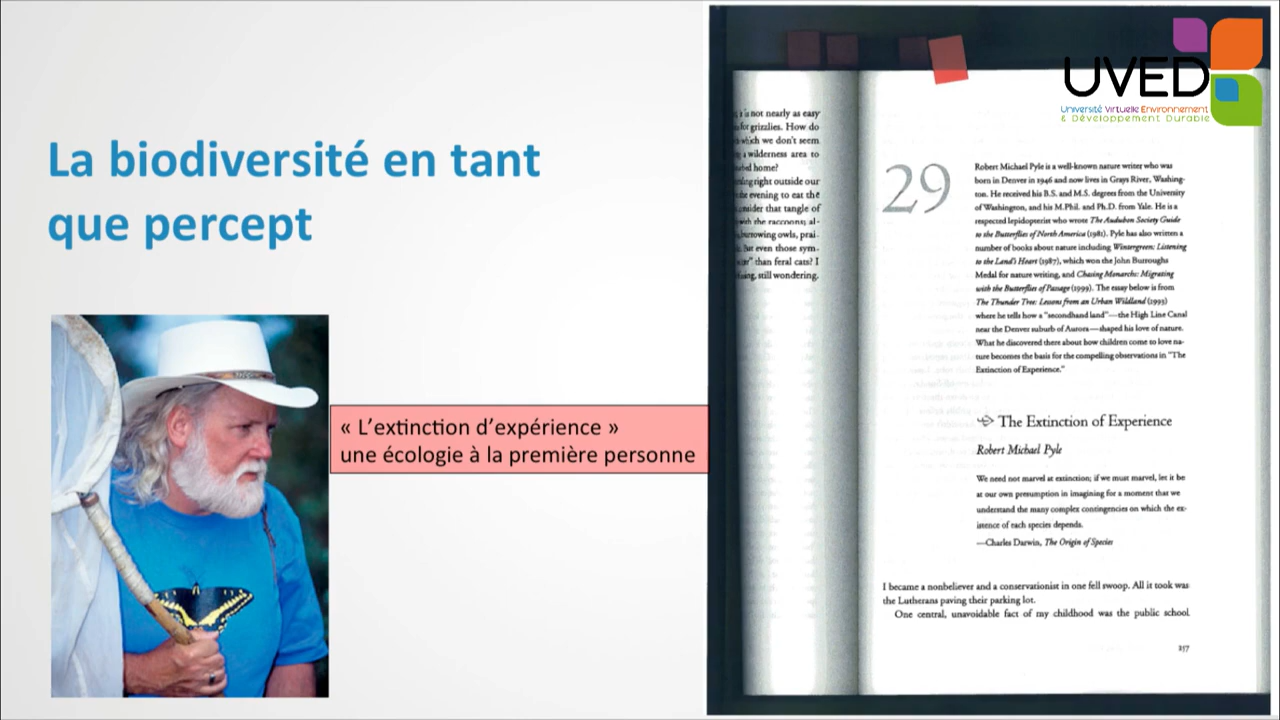 La biodiversité en tant
que percept
« L’extinction d’expérience »
une écologie à la première personne
UVED
Université Virtuelle Environnement
& Développement Durable
is not nearly as easy
for grizzlies. How do
which we don't seem
a wilderness area to
home?
right outside our
evening to eat the
that tangle of
with the raccoons; al-
burrowing owls, prai-
But even those sym-
than feral cats? I
still wondering.
29
Robert Michael Pyle is a well-known nature writer who was
born in Denver in 1946 and now lives in Grays River, Washing-
ton. He received his B.S. and M.S. degrees from the University
of Washington, and his M.Phil. and Ph.D. from Yale. He is a
respected lepidopterist who wrote The Audubon Society Guide
to the Butterflies of North America (1981). Pyle has also written a
number of books about nature including Wintergreen: Listening
to the Land's Heart (1987), which won the John Burroughs
Medal for nature writing, and Chasing Monarchs: Migrating
with the Butterflies of Passage (1999). The essay below is from
The Thunder Tree: Lessons from an Urban Wildland (1993)
where he tells how a "secondhand land"—the High Line Canal
near the Denver suburb of Aurora—shaped his love of nature.
What he discovered there about how children come to love na-
ture becomes the basis for the compelling observations in "The
Extinction of Experience."
The Extinction of Experience
Robert Michael Pyle
We need not marvel at extinction; if we must marvel, let it be
at our own presumption in imagining for a moment that we
understand the many complex contingencies on which the ex-
istence of each species depends.
—Charles Darwin, The Origin of Species
I became a nonbeliever and a conservationist in one fell swoop. All it took was
the Lutherans paving their parking lot.
One central, unavoidable fact of my childhood was the public school
257